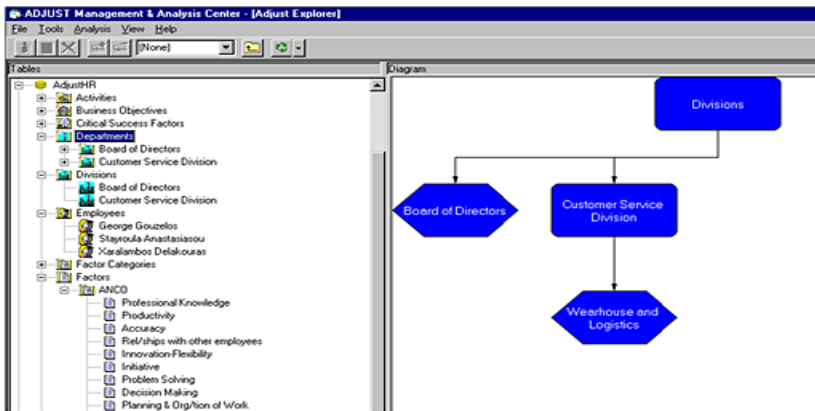 ADJUST Management & Analysis Center - [Adjust Explorer]
File Tools Analysis View Help
(None)
Tables
AdjustHR
Activities
Business Objectives
Critical Success Factors
Departments
Board of Directors
Customer Service Division
Divisions
Board of Directors
Customer Service Division
Employees
George Gouzelos
Stayroula Anastasiasou
Xaralambos Delakouras
Factor Categories
Factors
ANCO
Professional Knowledge
Productivity
Accuracy
Rel/ships with other employees
Innovation-Flexibility
Initiative
Problem Solving
Decision Making
Planning & Org/tion of Work
Diagram
Divisions
Board of Directors
Customer Service
Division
Wearhouse and
Logistics